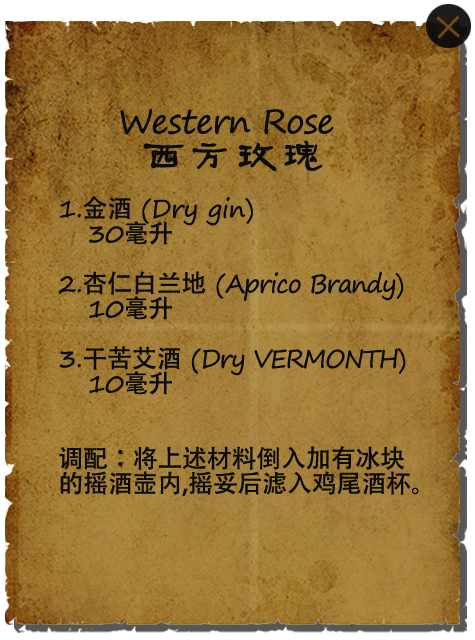 Western Rose
西方玫瑰
1.金酒 (Dry gin)
30毫升
2.杏仁白兰地 (Aprico Brandy)
10毫升
3.干苦艾酒 (Dry VERMONTH)
10毫升
调配：将上述材料倒入加有冰块
的摇酒壶内,摇妥后滤入鸡尾酒杯。